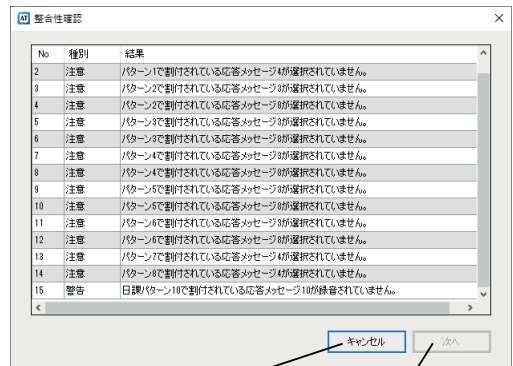 AT 整合性確認
No 種別 結果
2 注意 パターン1で割付されている応答メッセージ4が選択されていません。
3 注意 パターン2で割付されている応答メッセージ3が選択されていません。
4 注意 パターン2で割付されている応答メッセージ8が選択されていません。
5 注意 パターン3で割付されている応答メッセージ3が選択されていません。
6 注意 パターン3で割付されている応答メッセージ8が選択されていません。
7 注意 パターン4で割付されている応答メッセージ3が選択されていません。
8 注意 パターン4で割付されている応答メッセージ8が選択されていません。
9 注意 パターン5で割付されている応答メッセージ3が選択されていません。
10 注意 パターン5で割付されている応答メッセージ8が選択されていません。
11 注意 パターン6で割付されている応答メッセージ3が選択されていません。
12 注意 パターン6で割付されている応答メッセージ8が選択されていません。
13 注意 パターン7で割付されている応答メッセージ4が選択されていません。
14 注意 パターン8で割付されている応答メッセージ4が選択されていません。
15 警告 日課パターン10で割付されている応答メッセージ10が録音されていません。
キャンセル 次へ